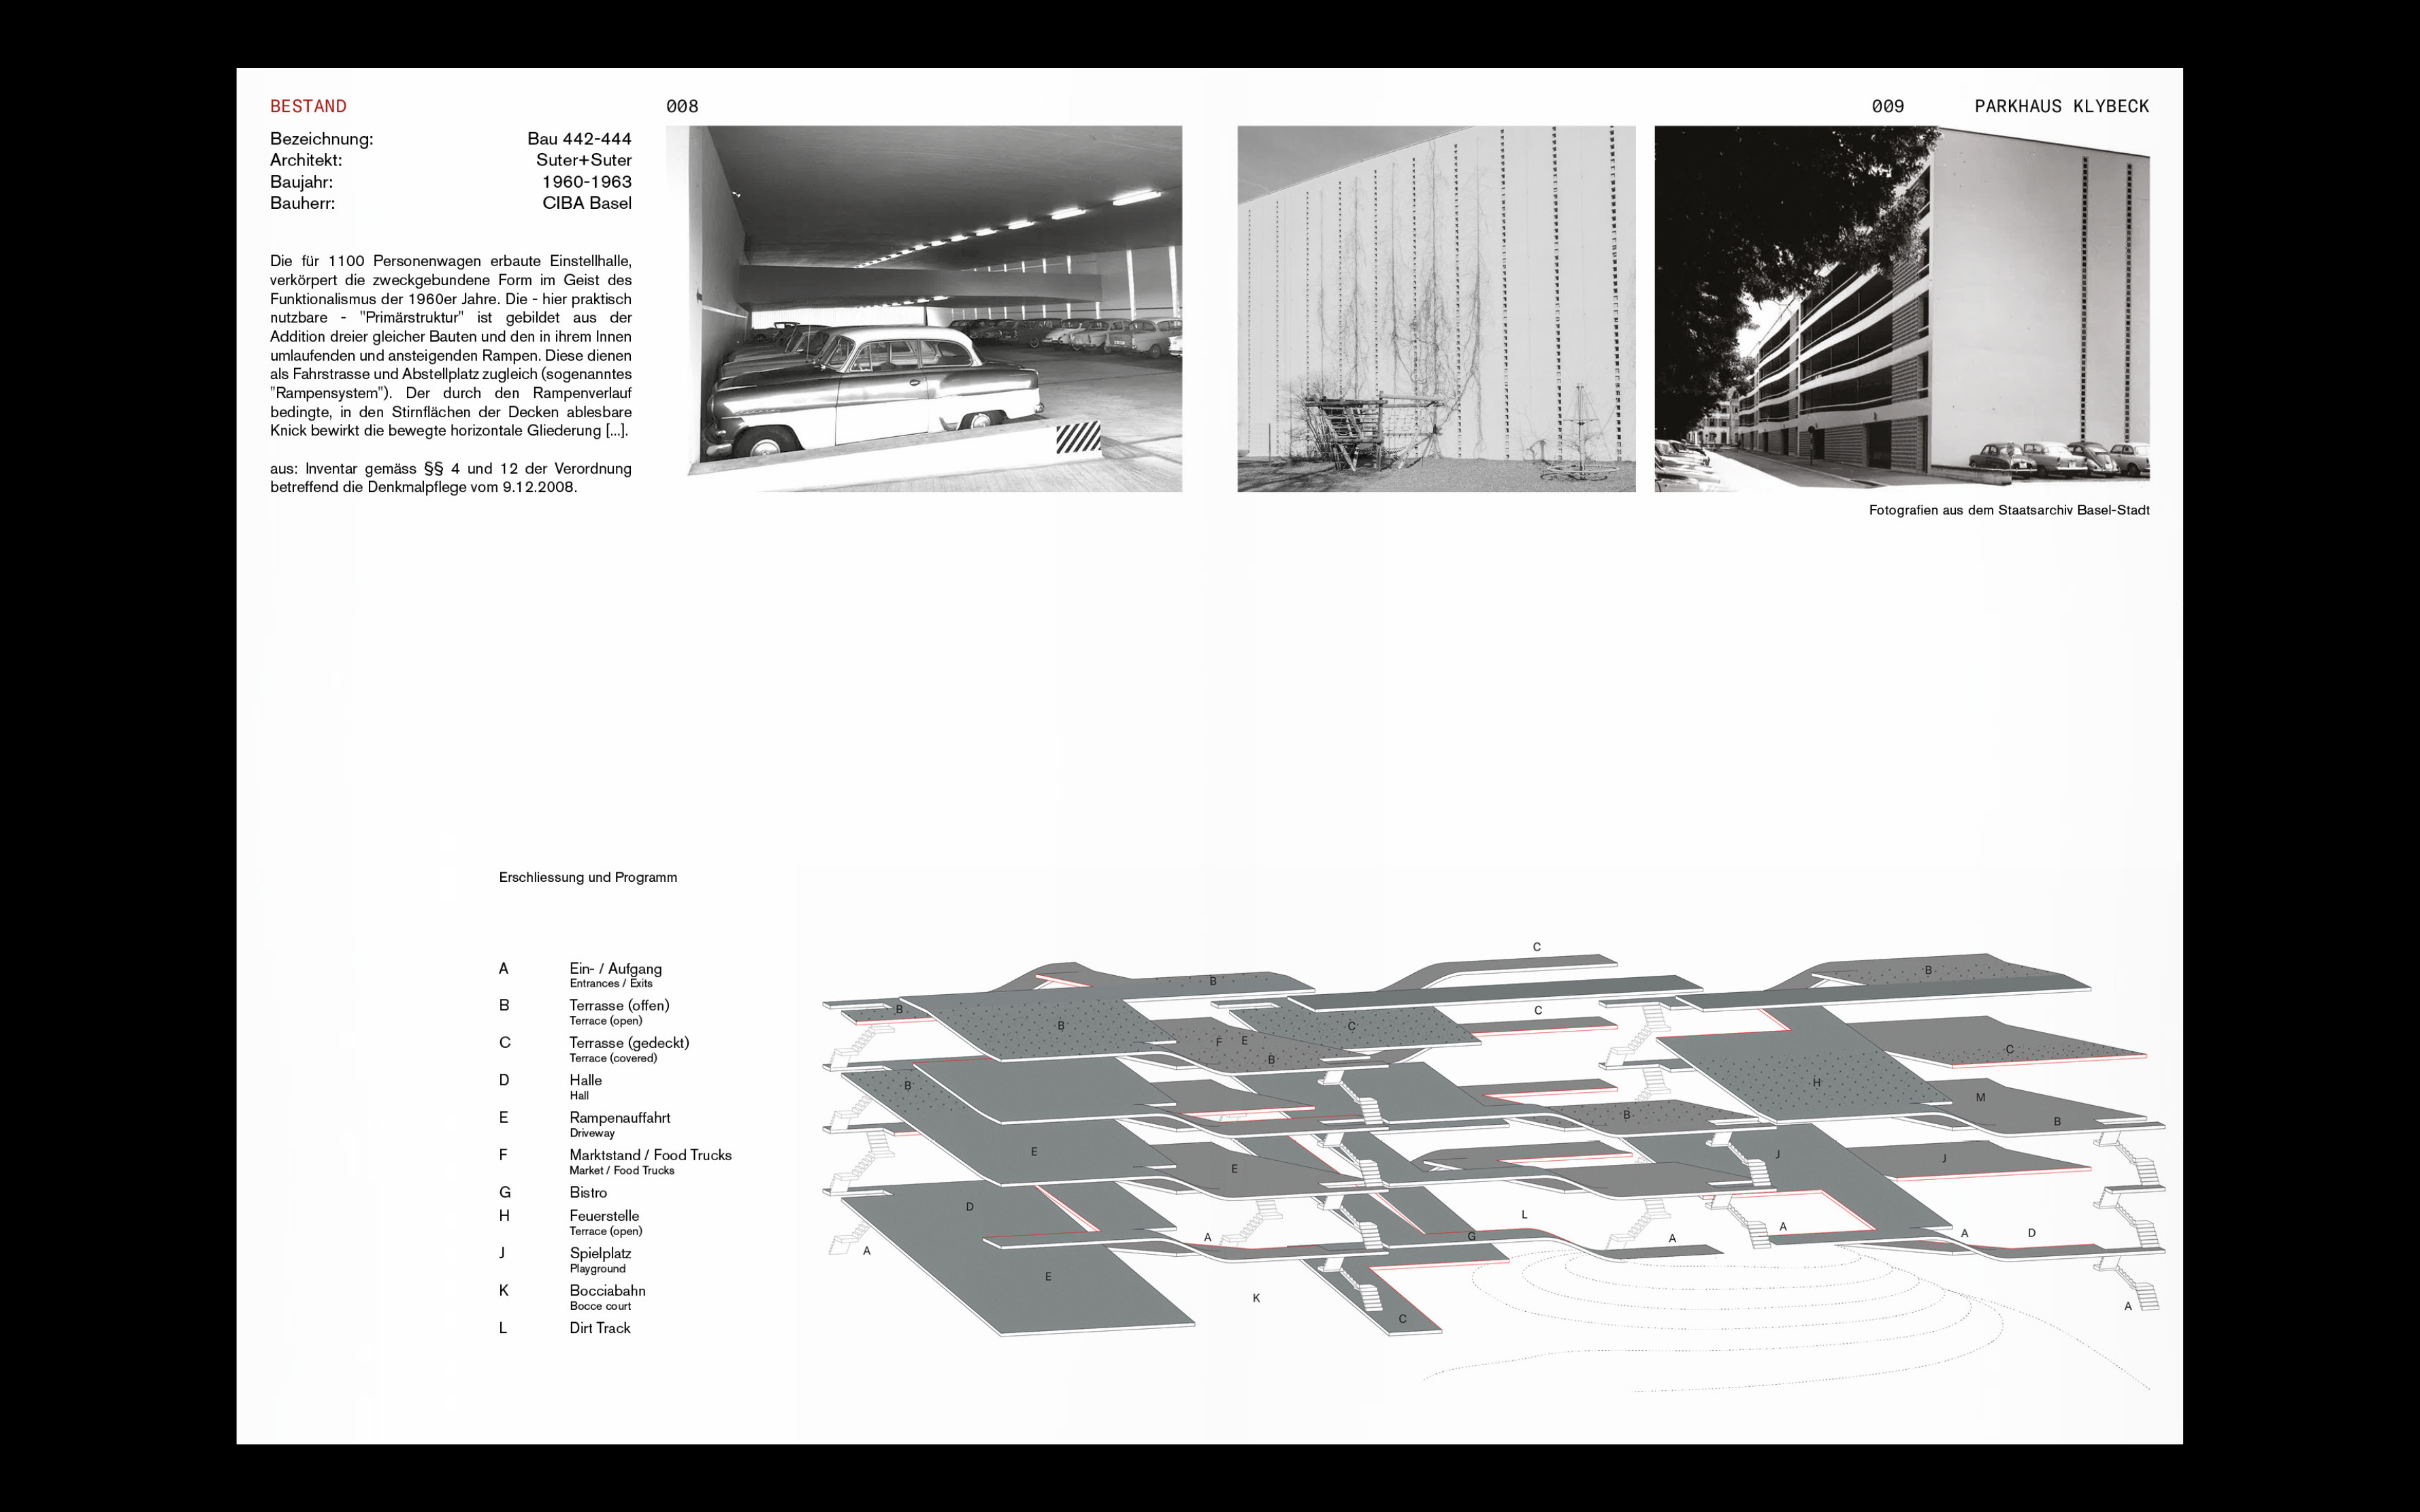 BESTAND
008
009
PARKHAUS KLYBECK
Bezeichnung: Bau 442-444
Architekt: Suter+Suter
Baujahr: 1960-1963
Bauherr: CIBA Basel
Die für 1100 Personenwagen erbaute Einstellhalle,
verkörpert die zweckgebundene Form im Geist des
Funktionalismus der 1960er Jahre. Die - hier praktisch
nutzbare - "Primärstruktur" ist gebildet aus der
Addition dreier gleicher Bauten und den in ihrem Innen
umlaufenden und ansteigenden Rampen. Diese dienen
als Fahrstrasse und Abstellplatz zugleich (sogenanntes
"Rampensystem"). Der durch den Rampenverlauf
bedingte, in den Stirnflächen der Decken ablesbare
Knick bewirkt die bewegte horizontale Gliederung [...].
aus: Inventar gemäss §§ 4 und 12 der Verordnung
betreffend die Denkmalpflege vom 9.12.2008.
Fotografien aus dem Staatsarchiv Basel-Stadt
Erschliessung und Programm
A Ein- / Aufgang
Entrances / Exits
B Terrasse (offen)
Terrace (open)
C Terrasse (gedeckt)
Terrace (covered)
D Halle
Hall
E Rampenauffahrt
Driveway
F Marktstand / Food Trucks
Market / Food Trucks
G Bistro
H Feuerstelle
Terrace (open)
J Spielplatz
Playground
K Bocciabahn
Bocce court
L Dirt Track
C
B
B
B
B
C
F E
B
C
C
H
M
B
B
B
E
E
J
J
D
A
L
G
A
A
A
D
A
E
K
C
A